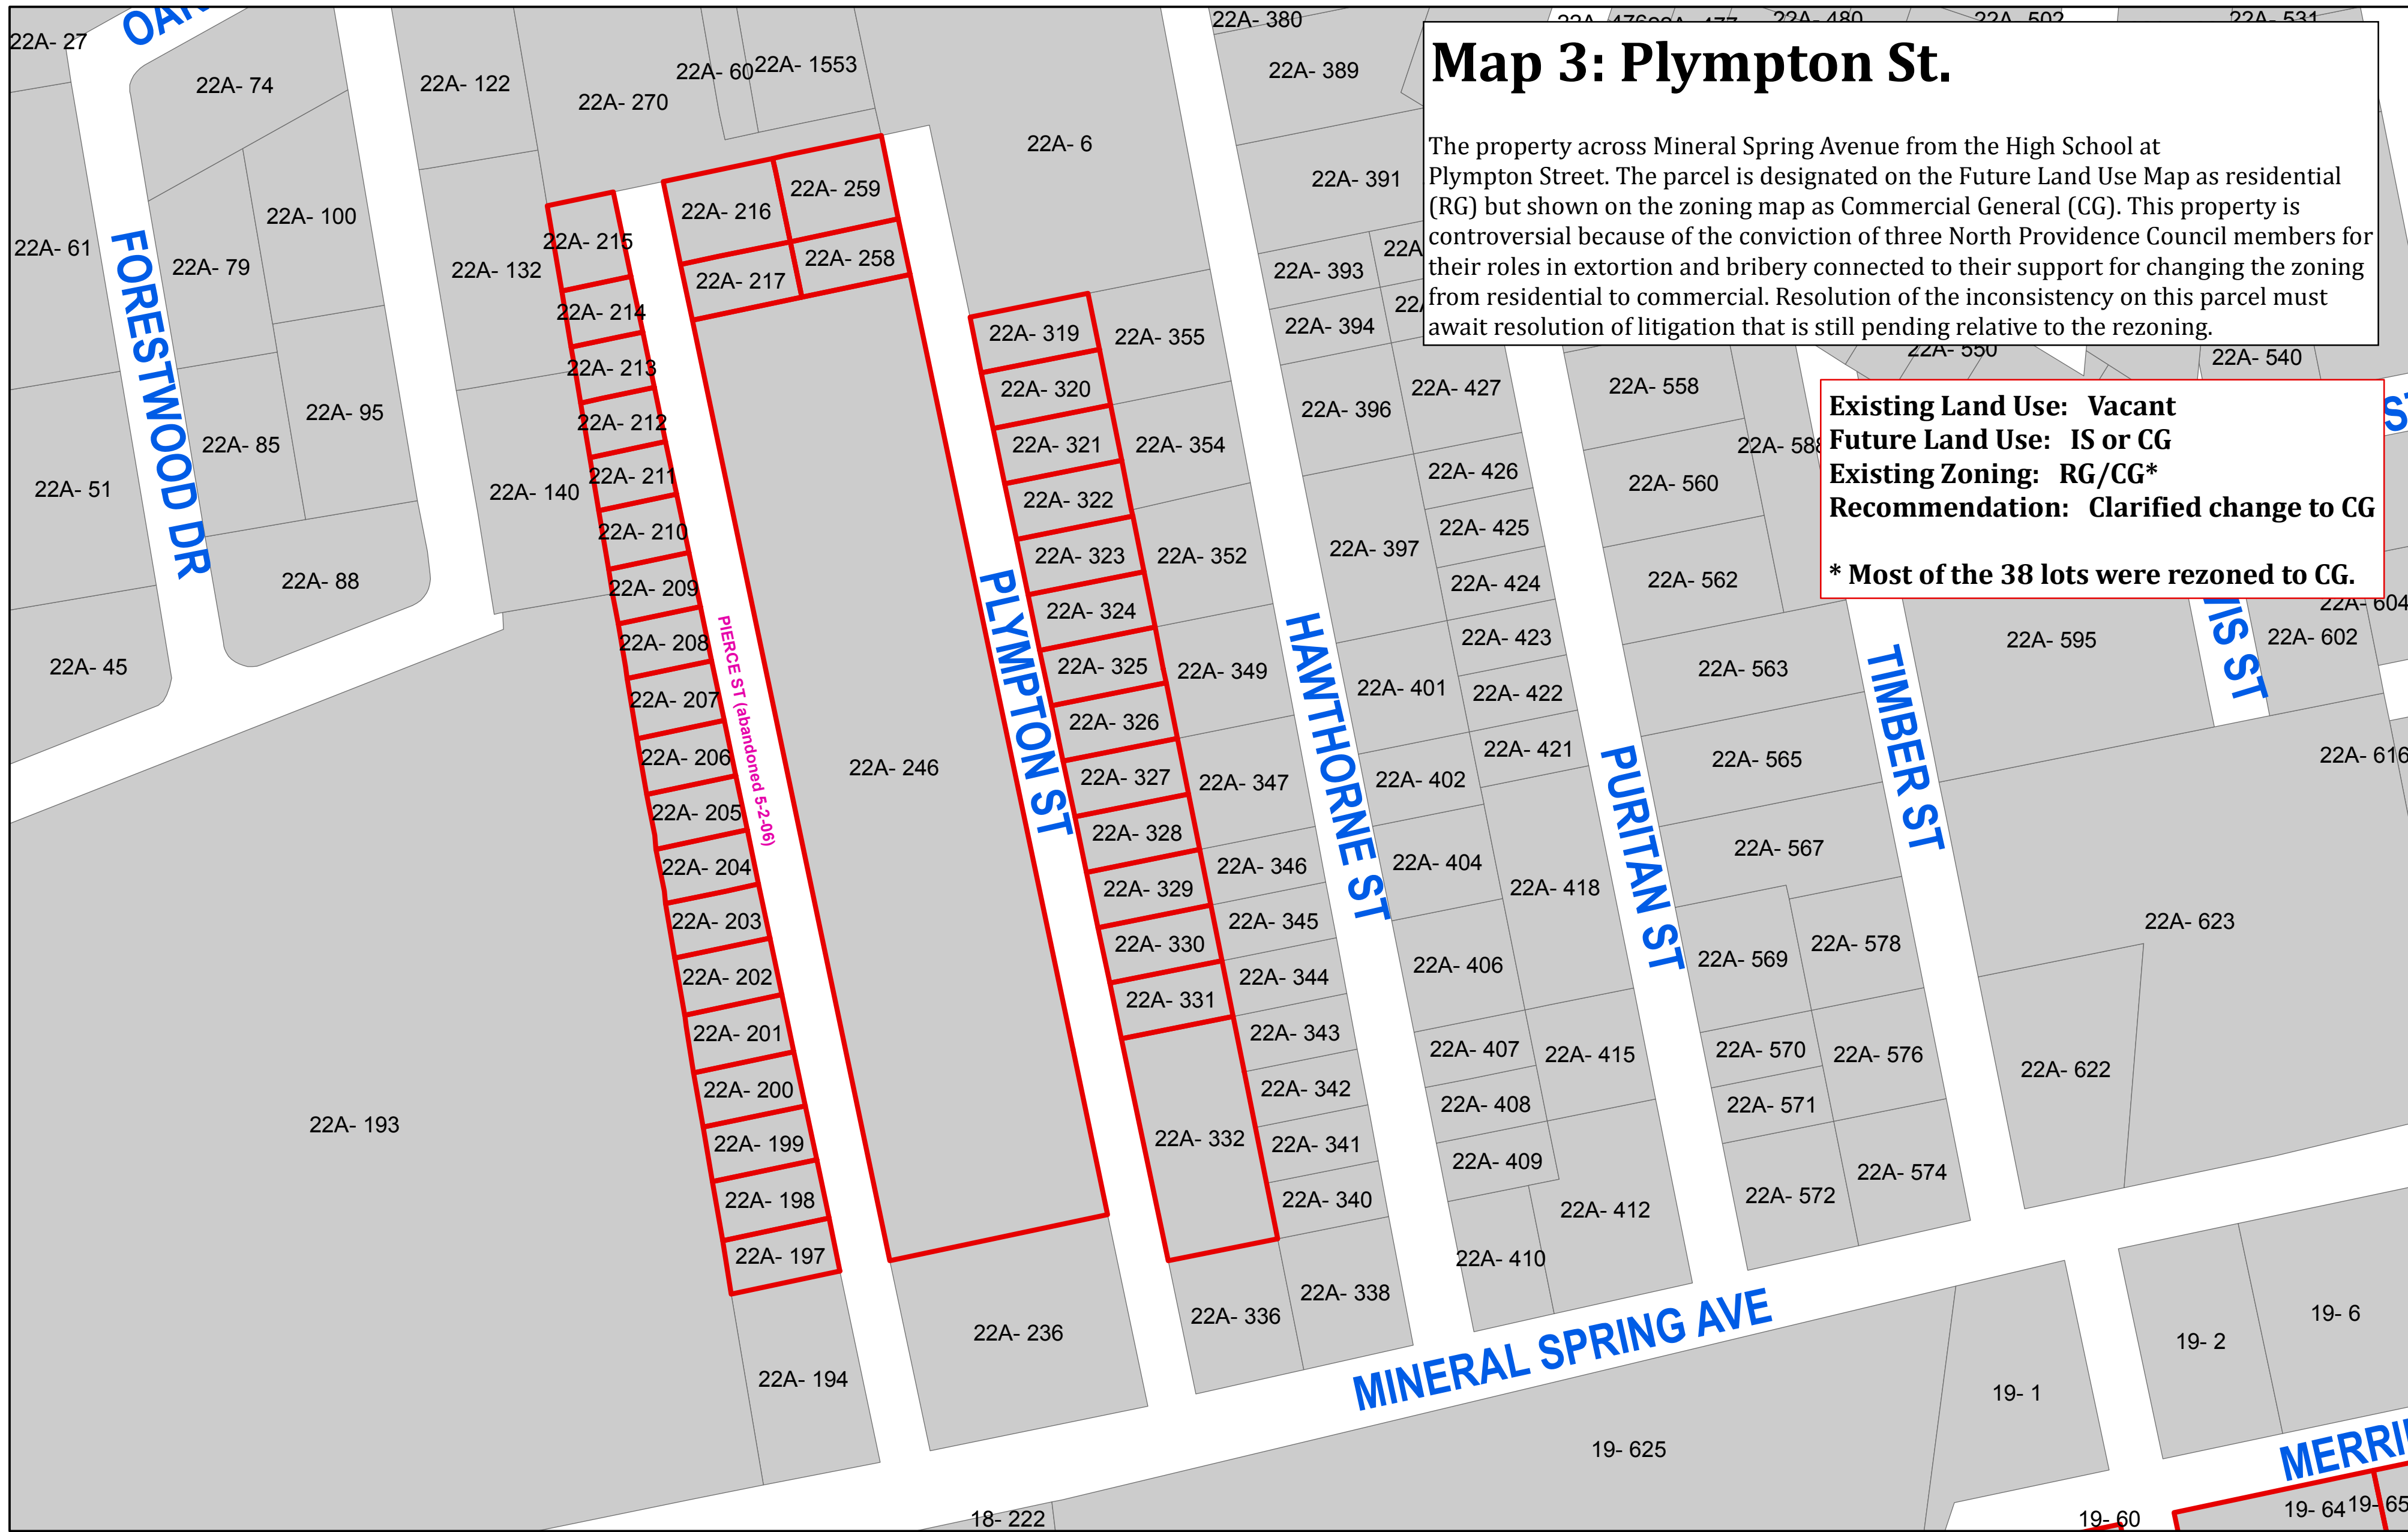 Map 3: Plympton St.
The property across Mineral Spring Avenue from the High School at
Plympton Street. The parcel is designated on the Future Land Use Map as residential
(RG) but shown on the zoning map as Commercial General (CG). This property is
controversial because of the conviction of three North Providence Council members for
their roles in extortion and bribery connected to their support for changing the zoning
from residential to commercial. Resolution of the inconsistency on this parcel must
await resolution of litigation that is still pending relative to the rezoning.
Existing Land Use: Vacant
Future Land Use: IS or CG
Existing Zoning: RG/CG*
Recommendation: Clarified change to CG
* Most of the 38 lots were rezoned to CG.
FORESTWOOD DR
PIERCE ST (abandoned 5-2-06)
PLYMPTON ST
HAWTHORNE ST
PURITAN ST
TIMBER ST
MINERAL SPRING AVE
22A- 27
22A- 74
22A- 122
22A- 270
22A- 60
22A- 1553
22A- 6
22A- 380
22A- 389
22A- 391
22A- 480
22A- 502
22A- 531
22A- 61
22A- 79
22A- 100
22A- 132
22A- 51
22A- 85
22A- 95
22A- 140
22A- 45
22A- 88
22A- 193
22A- 194
22A- 215
22A- 214
22A- 213
22A- 212
22A- 211
22A- 210
22A- 209
22A- 208
22A- 207
22A- 206
22A- 205
22A- 204
22A- 203
22A- 202
22A- 201
22A- 200
22A- 199
22A- 198
22A- 197
22A- 216
22A- 259
22A- 217
22A- 258
22A- 246
22A- 236
22A- 319
22A- 320
22A- 321
22A- 322
22A- 323
22A- 324
22A- 325
22A- 326
22A- 327
22A- 328
22A- 329
22A- 330
22A- 331
22A- 332
22A- 336
22A- 355
22A- 354
22A- 352
22A- 349
22A- 347
22A- 346
22A- 345
22A- 344
22A- 343
22A- 342
22A- 341
22A- 340
22A- 338
22A- 393
22A- 394
22A- 396
22A- 397
22A- 401
22A- 402
22A- 404
22A- 406
22A- 407
22A- 408
22A- 409
22A- 410
22A- 427
22A- 426
22A- 425
22A- 424
22A- 423
22A- 422
22A- 421
22A- 418
22A- 415
22A- 412
22A- 558
22A- 560
22A- 562
22A- 563
22A- 565
22A- 567
22A- 569
22A- 570
22A- 571
22A- 572
22A- 578
22A- 576
22A- 574
22A- 550
22A- 540
22A- 595
22A- 604
22A- 602
22A- 616
22A- 623
22A- 622
19- 1
19- 2
19- 6
19- 625
18- 222
19- 60
19- 64
19- 65